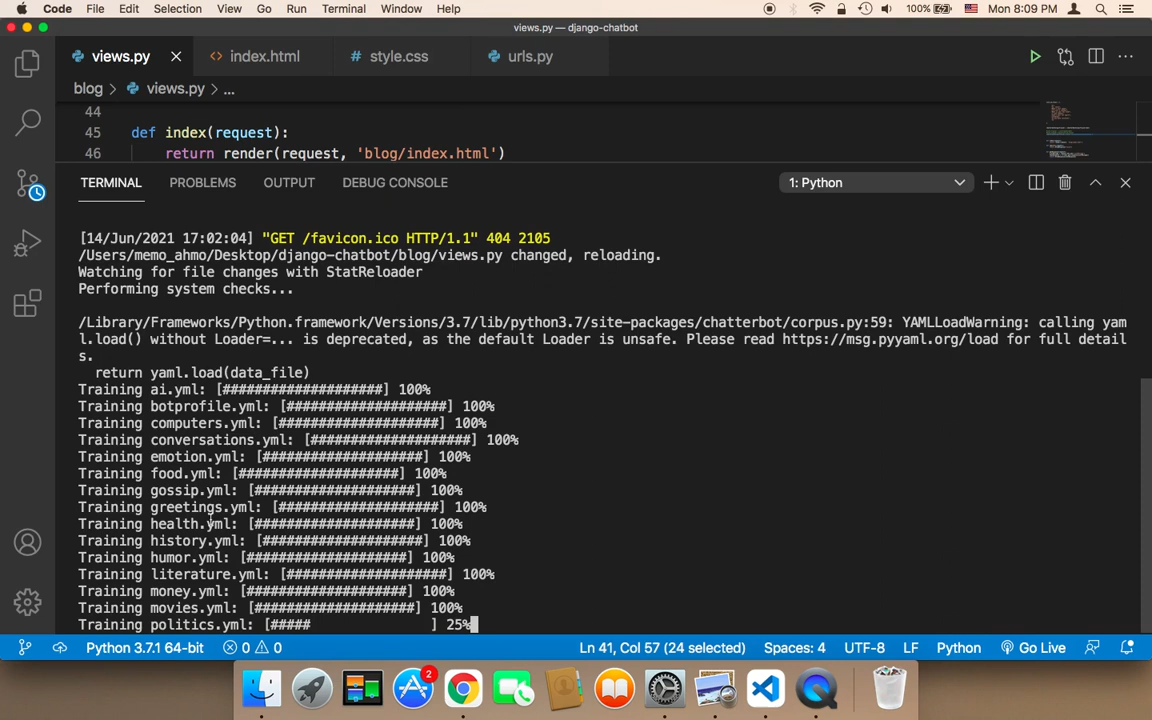 Code File Edit Selection View Go Run Terminal Window Help 100% Mon 8:09 PM
views.py — django-chatbot
views.py index.html # style.css urls.py
blog > views.py > ...
44
45 def index(request):
46 return render(request, 'blog/index.html')
TERMINAL PROBLEMS OUTPUT DEBUG CONSOLE 1: Python
[14/Jun/2021 17:02:04] "GET /favicon.ico HTTP/1.1" 404 2105
/Users/memo_ahmo/Desktop/django-chatbot/blog/views.py changed, reloading.
Watching for file changes with StatReloader
Performing system checks...
/Library/Frameworks/Python.framework/Versions/3.7/lib/python3.7/site-packages/chatterbot/corpus.py:59: YAMLLoadWarning: calling yam
l.load() without Loader=... is deprecated, as the default Loader is unsafe. Please read https://msg.pyyaml.org/load for full detail
s.
return yaml.load(data_file)
Training ai.yml: [####################] 100%
Training botprofile.yml: [####################] 100%
Training computers.yml: [####################] 100%
Training conversations.yml: [####################] 100%
Training emotion.yml: [####################] 100%
Training food.yml: [####################] 100%
Training gossip.yml: [####################] 100%
Training greetings.yml: [####################] 100%
Training health.yml: [####################] 100%
Training history.yml: [####################] 100%
Training humor.yml: [####################] 100%
Training literature.yml: [####################] 100%
Training money.yml: [####################] 100%
Training movies.yml: [####################] 100%
Training politics.yml: [#####               ] 25%
Python 3.7.1 64-bit 0 0 Ln 41, Col 57 (24 selected) Spaces: 4 UTF-8 LF Python Go Live
2